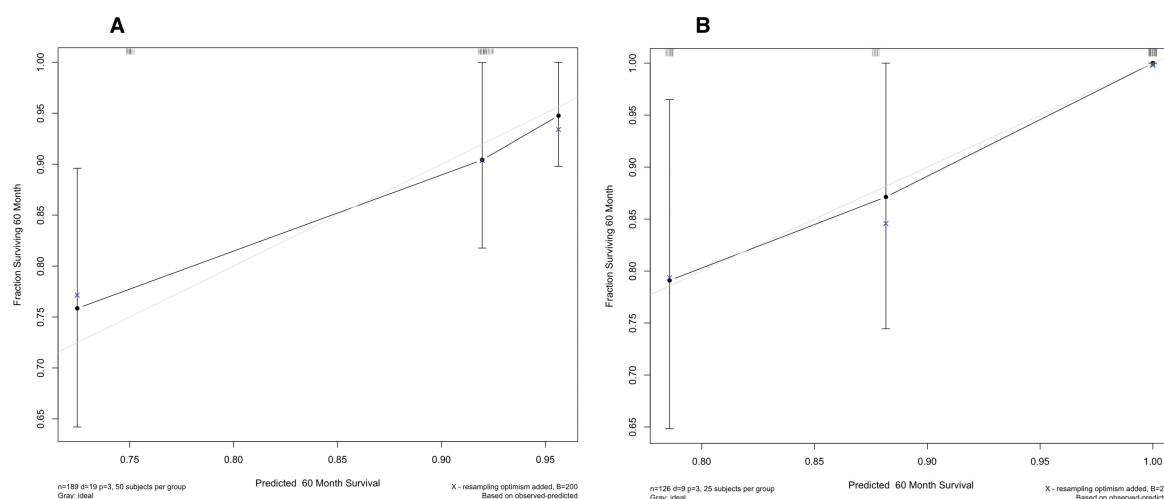 A
Fraction Surviving 60 Month
1.00
0.95
0.90
0.85
0.80
0.75
0.70
0.65
0.75
0.80
0.85
0.90
0.95
Predicted 60 Month Survival
n=189 d=19 p=3, 50 subjects per group
Gray: ideal
X - resampling optimism added, B=200
Based on observed-predicted
B
Fraction Surviving 60 Month
1.00
0.95
0.90
0.85
0.80
0.75
0.70
0.65
0.80
0.85
0.90
0.95
1.00
Predicted 60 Month Survival
n=126 d=9 p=3, 25 subjects per group
Gray: ideal
X - resampling optimism added, B=2
Based on observed-predicted